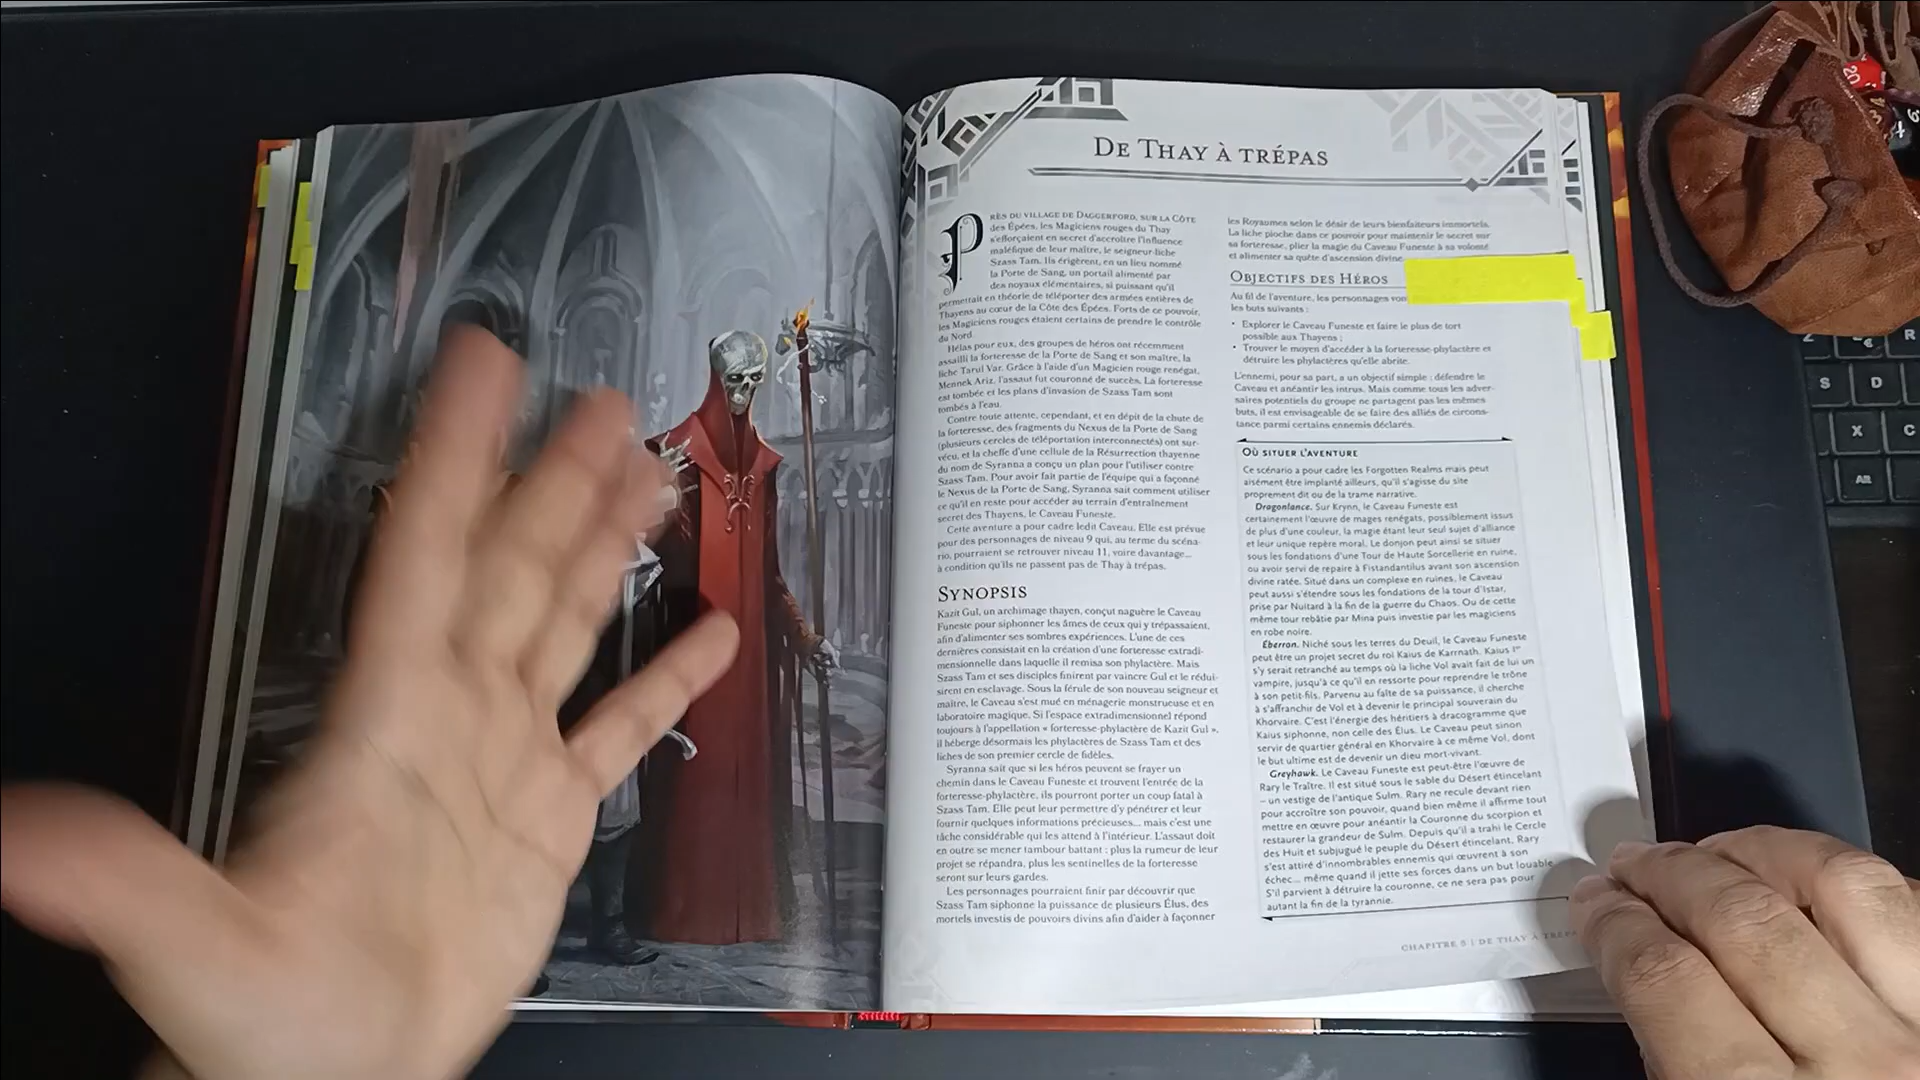 DE THAY À TRÉPAS
PRÈS DU VILLAGE DE DAGGERFORD, SUR LA CÔTE
des Épées, les Magiciens rouges du Thay
s'efforçaient en secret d'accroître l'influence
maléfique de leur maître, le seigneur-liche
Szass Tam. Ils érigèrent, en un lieu nommé
la Porte de Sang, un portail alimenté par
des noyaux élémentaires, si puissant qu'il
permettait en théorie de téléporter des armées entières de
Thayens au cœur de la Côte des Épées. Forts de ce pouvoir,
les Magiciens rouges étaient certains de prendre le contrôle
du Nord.
Hélas pour eux, des groupes de héros ont récemment
assailli la forteresse de la Porte de Sang et son maître, la
liche Tarul Var. Grâce à l'aide d'un Magicien rouge renégat,
Mennek Ariz, l'assaut fut couronné de succès. La forteresse
est tombée et les plans d'invasion de Szass Tam sont
tombés à l'eau.
Contre toute attente, cependant, et en dépit de la chute de
la forteresse, des fragments du Nexus de la Porte de Sang
(plusieurs cercles de téléportation interconnectés) ont sur-
vécu, et la cheffe d'une cellule de la Résurrection thayenne
du nom de Syranna a conçu un plan pour l'utiliser contre
Szass Tam. Pour avoir fait partie de l'équipe qui a façonné
le Nexus de la Porte de Sang, Syranna sait comment utiliser
ce qu'il en reste pour accéder au terrain d'entraînement
secret des Thayens, le Caveau Funeste.
Cette aventure a pour cadre ledit Caveau. Elle est prévue
pour des personnages de niveau 9 qui, au terme du scéna-
rio, pourraient se retrouver niveau 11, voire davantage...
à condition qu'ils ne passent pas de Thay à trépas.
SYNOPSIS
Kazit Gul, un archimage thayen, conçut naguère le Caveau
Funeste pour siphonner les âmes de ceux qui y trépassaient,
afin d'alimenter ses sombres expériences. L'une de ces
dernières consistait en la création d'une forteresse extradi-
mensionnelle dans laquelle il remisa son phylactère. Mais
Szass Tam et ses disciples finirent par vaincre Gul et le rédui-
sirent en esclavage. Sous la férule de son nouveau seigneur et
maître, le Caveau s'est mué en ménagerie monstrueuse et en
laboratoire magique. Si l'espace extradimensionnel répond
toujours à l'appellation « forteresse-phylactère de Kazit Gul »,
il héberge désormais les phylactères de Szass Tam et des
liches de son premier cercle de fidèles.
Syranna sait que si les héros peuvent se frayer un
chemin dans le Caveau Funeste et trouvent l'entrée de la
forteresse-phylactère, ils pourront porter un coup fatal à
Szass Tam. Elle peut leur permettre d'y pénétrer et leur
fournir quelques informations précieuses... mais c'est une
tâche considérable qui les attend à l'intérieur. L'assaut doit
en outre se mener tambour battant : plus la rumeur de leur
projet se répandra, plus les sentinelles de la forteresse
seront sur leurs gardes.
Les personnages pourraient finir par découvrir que
Szass Tam siphonne la puissance de plusieurs Élus, des
mortels investis de pouvoirs divins afin d'aider à façonner
les Royaumes selon le désir de leurs bienfaiteurs immortels.
La liche pioche dans ce pouvoir pour maintenir le secret sur
sa forteresse, plier la magie du Caveau Funeste à sa volonté
et alimenter sa quête d'ascension divine.
OBJECTIFS DES HÉROS
Au fil de l'aventure, les personnages von
les buts suivants :
• Explorer le Caveau Funeste et faire le plus de tort
possible aux Thayens ;
• Trouver le moyen d'accéder à la forteresse-phylactère et
détruire les phylactères qu'elle abrite.
L'ennemi, pour sa part, a un objectif simple : défendre le
Caveau et anéantir les intrus. Mais comme tous les adver-
saires potentiels du groupe ne partagent pas les mêmes
buts, il est envisageable de se faire des alliés de circons-
tance parmi certains ennemis déclarés.
OÙ SITUER L'AVENTURE
Ce scénario a pour cadre les Forgotten Realms mais peut
aisément être implanté ailleurs, qu'il s'agisse du site
proprement dit ou de la trame narrative.
Dragonlance. Sur Krynn, le Caveau Funeste est
certainement l'œuvre de mages renégats, possiblement issus
de plus d'une couleur, la magie étant leur seul sujet d'alliance
et leur unique repère moral. Le donjon peut ainsi se situer
sous les fondations d'une Tour de Haute Sorcellerie en ruine,
ou avoir servi de repaire à Fistandantilus avant son ascension
divine ratée. Situé dans un complexe en ruines, le Caveau
peut aussi s'étendre sous les fondations de la tour d'Istar,
prise par Nuitard à la fin de la guerre du Chaos. Ou de cette
même tour rebâtie par Mina puis investie par les magiciens
en robe noire.
Éberron. Niché sous les terres du Deuil, le Caveau Funeste
peut être un projet secret du roi Kaius de Karrnath. Kaius Ier
s'y serait retranché au temps où la liche Vol avait fait de lui un
vampire, jusqu'à ce qu'il en ressorte pour reprendre le trône
à son petit-fils. Parvenu au faîte de sa puissance, il cherche
à s'affranchir de Vol et à devenir le principal souverain du
Khorvaire. C'est l'énergie des héritiers à dracogramme que
Kaius siphonne, non celle des Élus. Le Caveau peut sinon
servir de quartier général en Khorvaire à ce même Vol, dont
le but ultime est de devenir un dieu mort-vivant.
Greyhawk. Le Caveau Funeste est peut-être l'œuvre de
Rary le Traître. Il est situé sous le sable du Désert étincelant
– un vestige de l'antique Sulm. Rary ne recule devant rien
pour accroître son pouvoir, quand bien même il affirme tout
mettre en œuvre pour anéantir la Couronne du scorpion et
restaurer la grandeur de Sulm. Depuis qu'il a trahi le Cercle
des Huit et subjugué le peuple du Désert étincelant, Rary
s'est attiré d'innombrables ennemis qui œuvrent à son
échec... même quand il jette ses forces dans un but louable.
S'il parvient à détruire la couronne, ce ne sera pas pour
autant la fin de la tyrannie.
CHAPITRE 5 | DE THAY À TRÉPA
20
Z
R
S
D
X
C